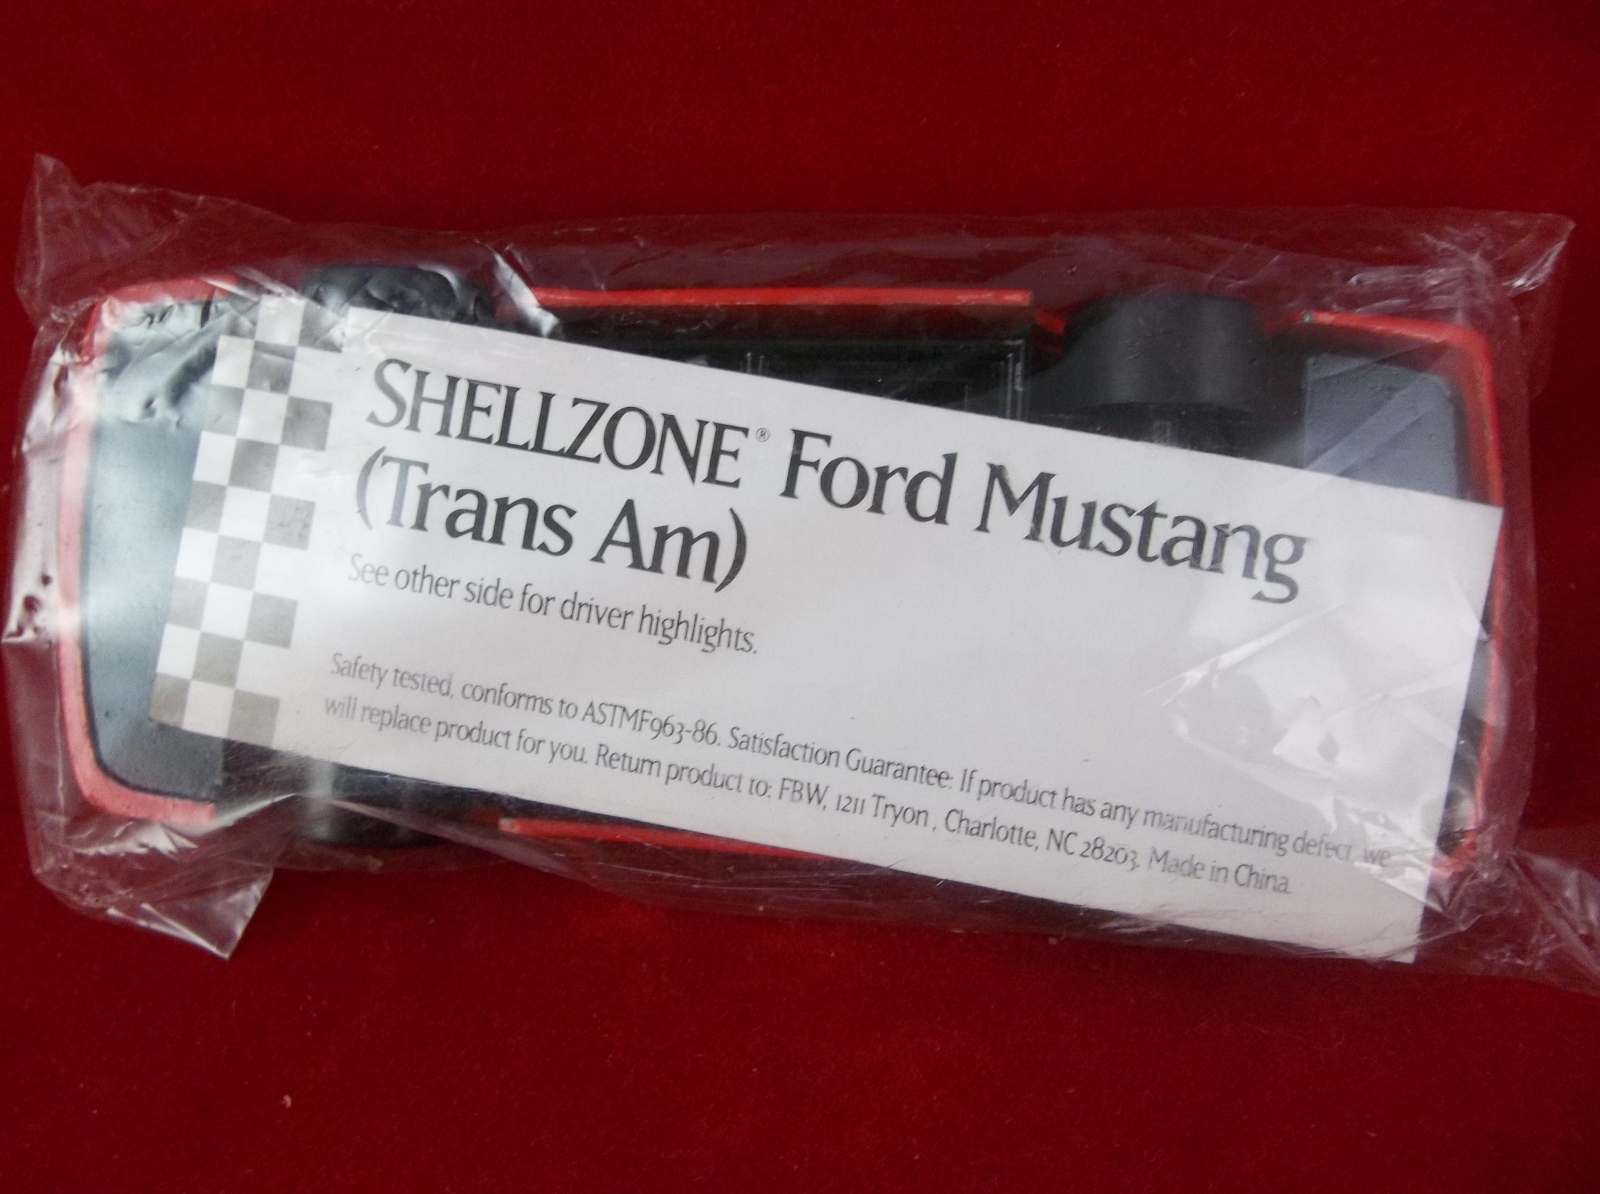 SHELLZONE® Ford Mustang
(Trans Am)
See other side for driver highlights.
Safety tested, conforms to ASTMF963-86. Satisfaction Guarantee: If product has any manufacturing defect, we
will replace product for you. Return product to: FBW, 1211 Tryon, Charlotte, NC 28203. Made in China.